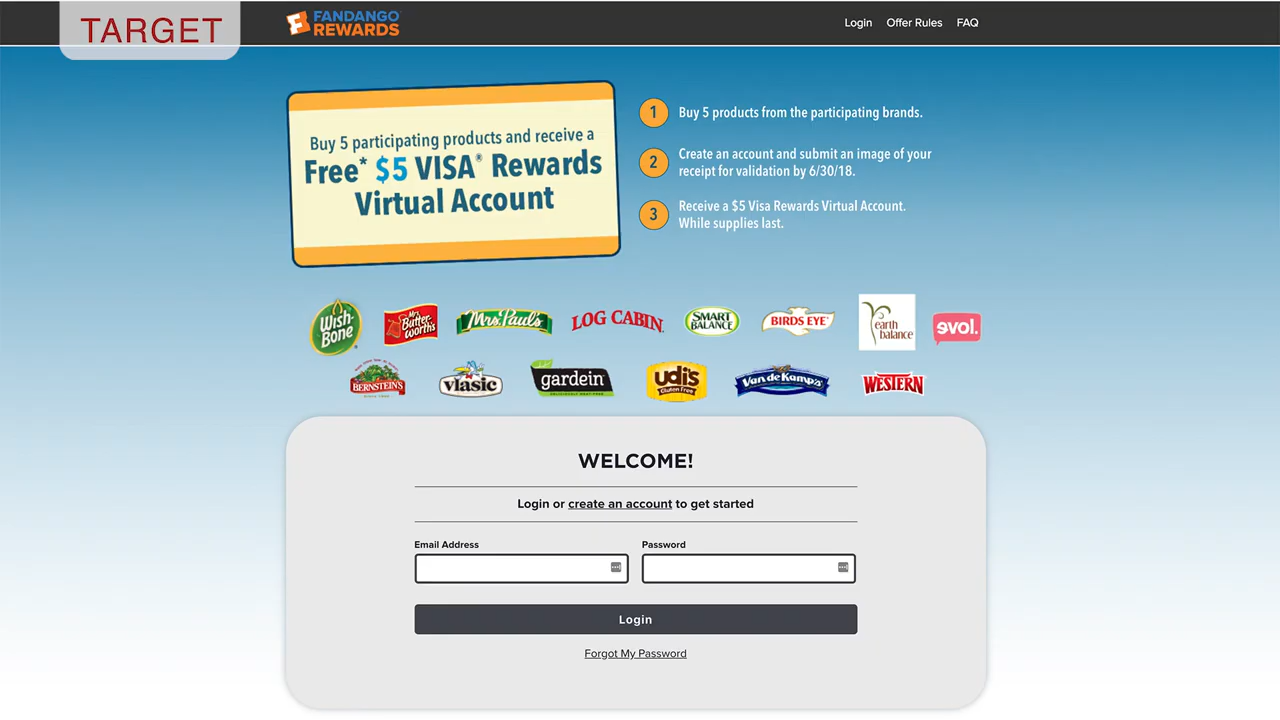 TARGET
FANDANGO
REWARDS
Login Offer Rules FAQ
Buy 5 participating products and receive a
Free* $5 VISA® Rewards
Virtual Account
1 Buy 5 products from the participating brands.
2 Create an account and submit an image of your
receipt for validation by 6/30/18.
3 Receive a $5 Visa Rewards Virtual Account.
While supplies last.
Wish-
Bone
Mrs.
Butter-
worth's
Mrs. Paul's
LOG CABIN
SMART
BALANCE
BIRDS EYE
earth
balance
evol.
BERNSTEIN'S
vlasic
gardein
udi's
Gluten Free
Van de Kamp's
WESTERN
WELCOME!
Login or create an account to get started
Email Address Password
Login
Forgot My Password